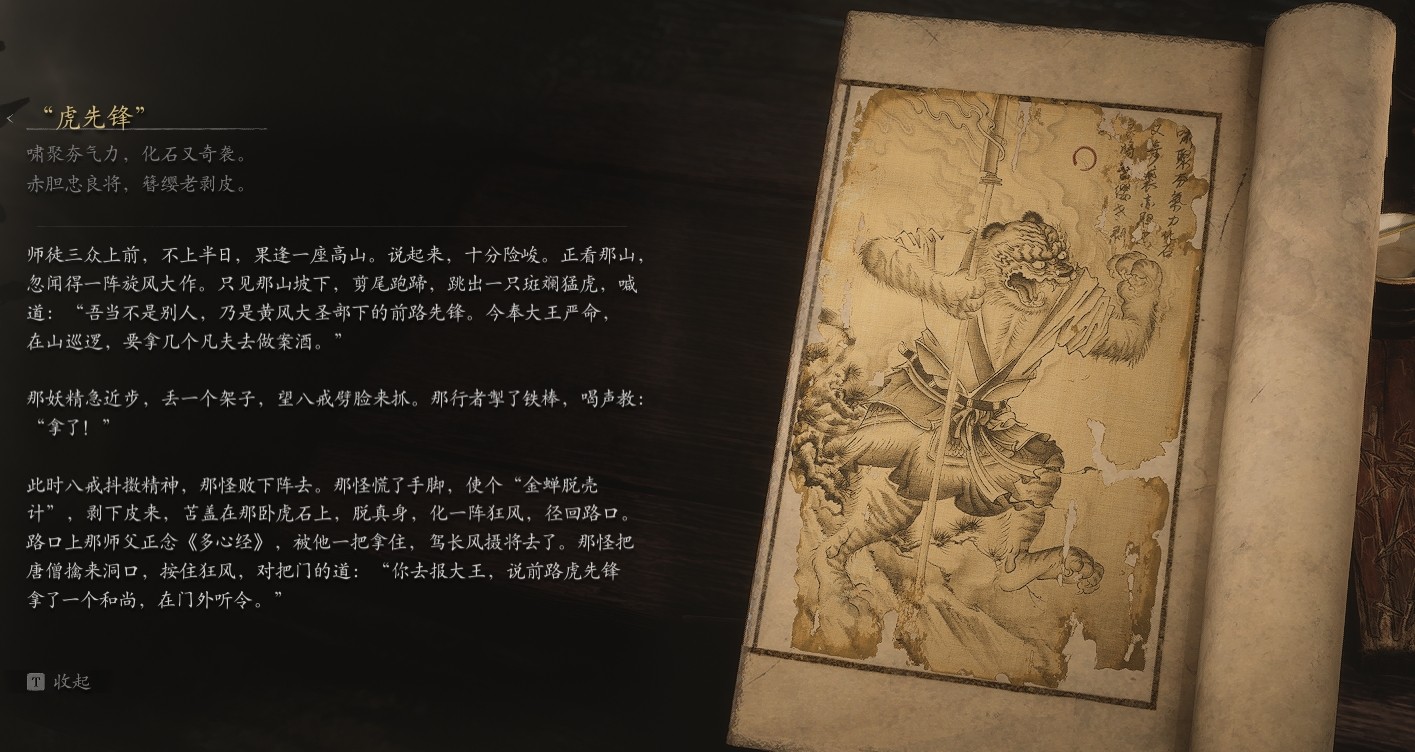 “虎先锋”
啸聚夯气力，化石又奇袭。
赤胆忠良将，簪缨老剥皮。
师徒三众上前，不上半日，果逢一座高山。说起来，十分险峻。正看那山，
忽闻得一阵旋风大作。只见那山坡下，剪尾跑蹄，跳出一只斑斓猛虎，喊
道：“吾当不是别人，乃是黄风大圣部下的前路先锋。今奉大王严命，
在山巡逻，要拿几个凡夫去做案酒。”
那妖精急近步，丢一个架子，望八戒劈脸来抓。那行者掣了铁棒，喝声教：
“拿了！”
此时八戒抖擞精神，那怪败下阵去。那怪慌了手脚，使个“金蝉脱壳
计”，剥下皮来，苫盖在那卧虎石上，脱真身，化一阵狂风，径回路口。
路口上那师父正念《多心经》，被他一把拿住，驾长风摄将去了。那怪把
唐僧擒来洞口，按住狂风，对把门的道：“你去报大王，说前路虎先锋
拿了一个和尚，在门外听令。”
T 收起